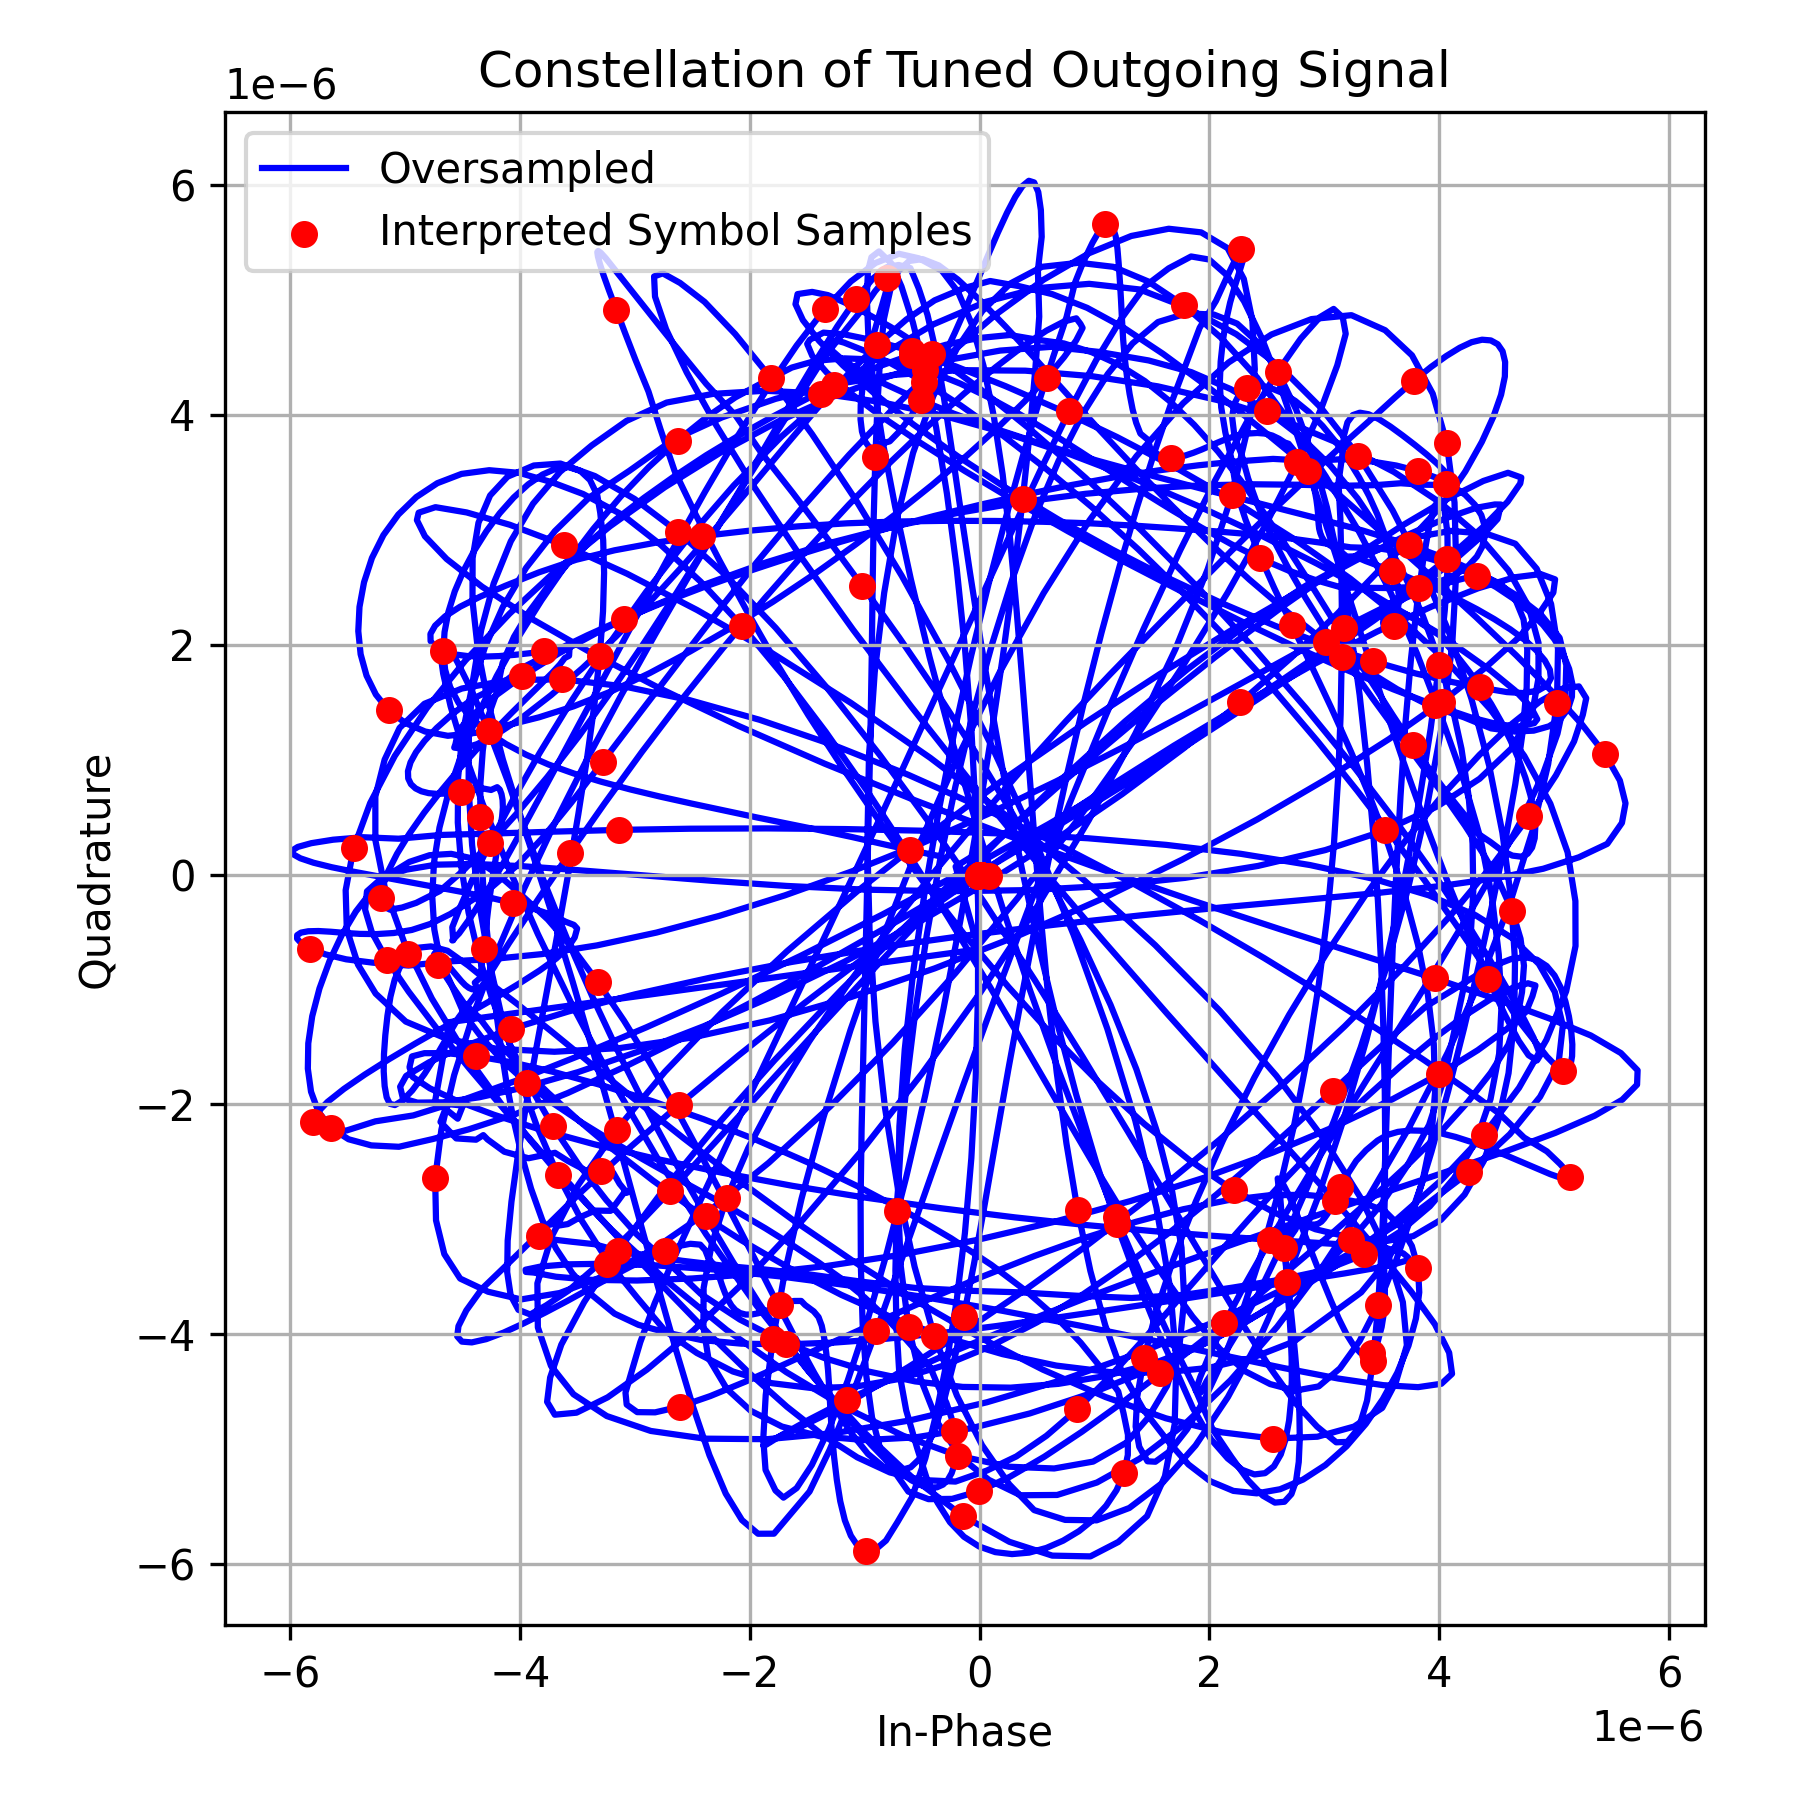 Constellation of Tuned Outgoing Signal
1e−6
Oversampled
Interpreted Symbol Samples
6
4
2
0
−2
−4
−6
Quadrature
−6 −4 −2 0 2 4 6
In-Phase
1e−6